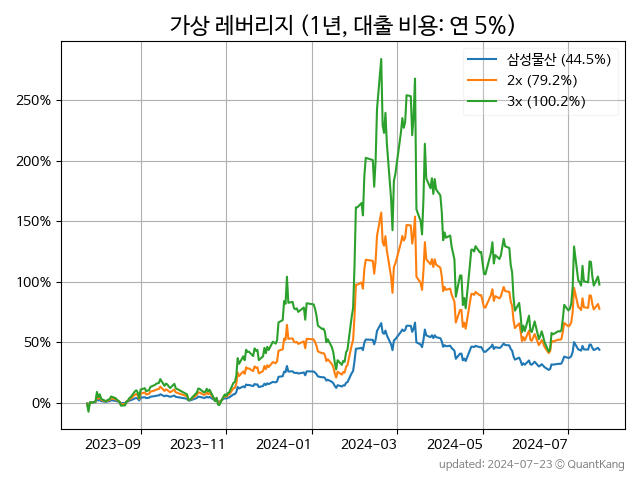 가상 레버리지 (1년, 대출 비용: 연 5%)
삼성물산 (44.5%)
2x (79.2%)
3x (100.2%)
250%
200%
150%
100%
50%
0%
2023-09 2023-11 2024-01 2024-03 2024-05 2024-07
updated: 2024-07-23 © QuantKang